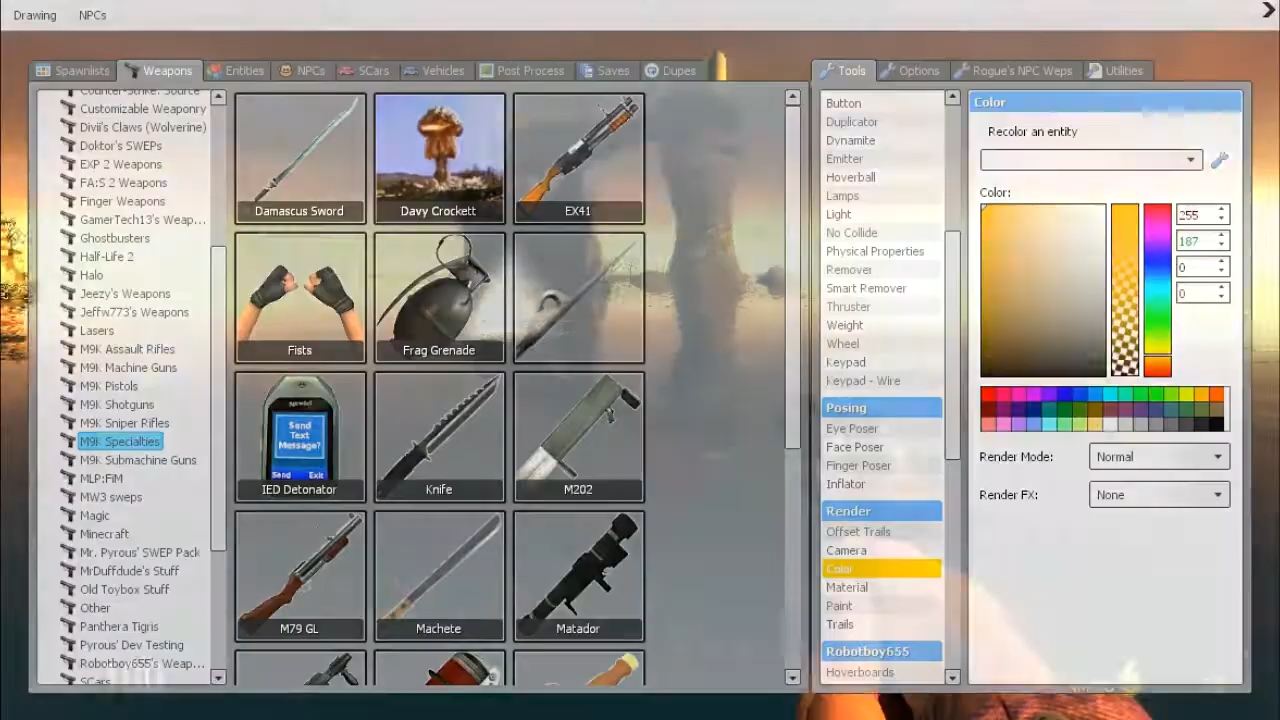 Drawing NPCs
Spawnlists Weapons Entities NPCs SCars Vehicles Post Process Saves Dupes
Tools Options Rogue's NPC Weps Utilities
Counter-Strike: Source
Customizable Weaponry
Divii's Claws (Wolverine)
Doktor's SWEPs
EXP 2 Weapons
FA:S 2 Weapons
Finger Weapons
GamerTech13's Weap...
Ghostbusters
Half-Life 2
Halo
Jeezy's Weapons
Jeffw773's Weapons
Lasers
M9K Assault Rifles
M9K Machine Guns
M9K Pistols
M9K Shotguns
M9K Sniper Rifles
M9K Specialties
M9K Submachine Guns
MLP:FiM
MW3 sweps
Magic
Minecraft
Mr. Pyrous' SWEP Pack
MrDuffdude's Stuff
Old Toybox Stuff
Other
Panthera Tigris
Pyrous' Dev Testing
Robotboy655's Weap...
SCars
Damascus Sword
Davy Crockett
EX41
Fists
Frag Grenade
Send
Text
Message?
Send Exit
IED Detonator
Knife
M202
M79 GL
Machete
Matador
Button
Duplicator
Dynamite
Emitter
Hoverball
Lamps
Light
No Collide
Physical Properties
Remover
Smart Remover
Thruster
Weight
Wheel
Keypad
Keypad - Wire
Posing
Eye Poser
Face Poser
Finger Poser
Inflator
Render
Offset Trails
Camera
Color
Material
Paint
Trails
Robotboy655
Hoverboards
Color
Recolor an entity
Color:
255
187
0
0
Render Mode: Normal
Render FX: None